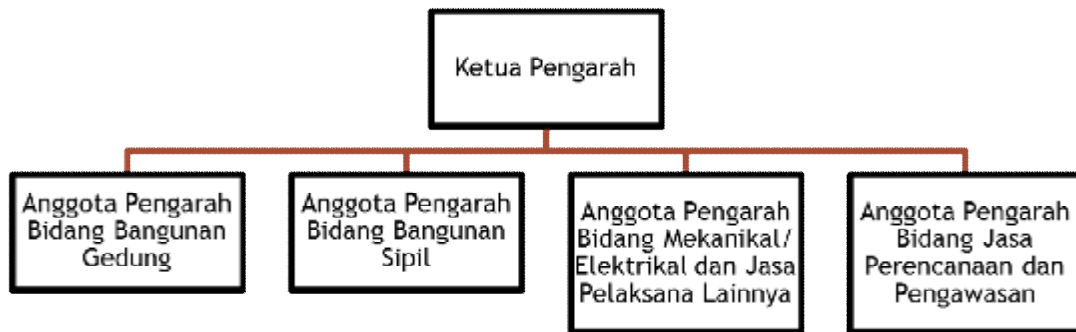 Ketua Pengarah
Anggota Pengarah
Bidang Bangunan
Gedung
Anggota Pengarah
Bidang Bangunan
Sipil
Anggota Pengarah
Bidang Mekanikal/
Elektrikal dan Jasa
Pelaksana Lainnya
Anggota Pengarah
Bidang Jasa
Perencanaan dan
Pengawasan